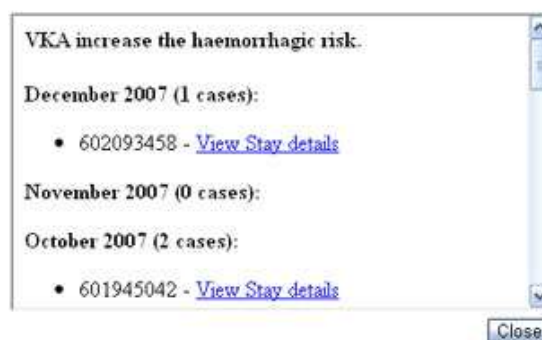 VKA increase the haemorrhagic risk.
December 2007 (1 cases):
• 602093458 - View Stay details
November 2007 (0 cases):
October 2007 (2 cases):
• 601945042 - View Stay details
Close